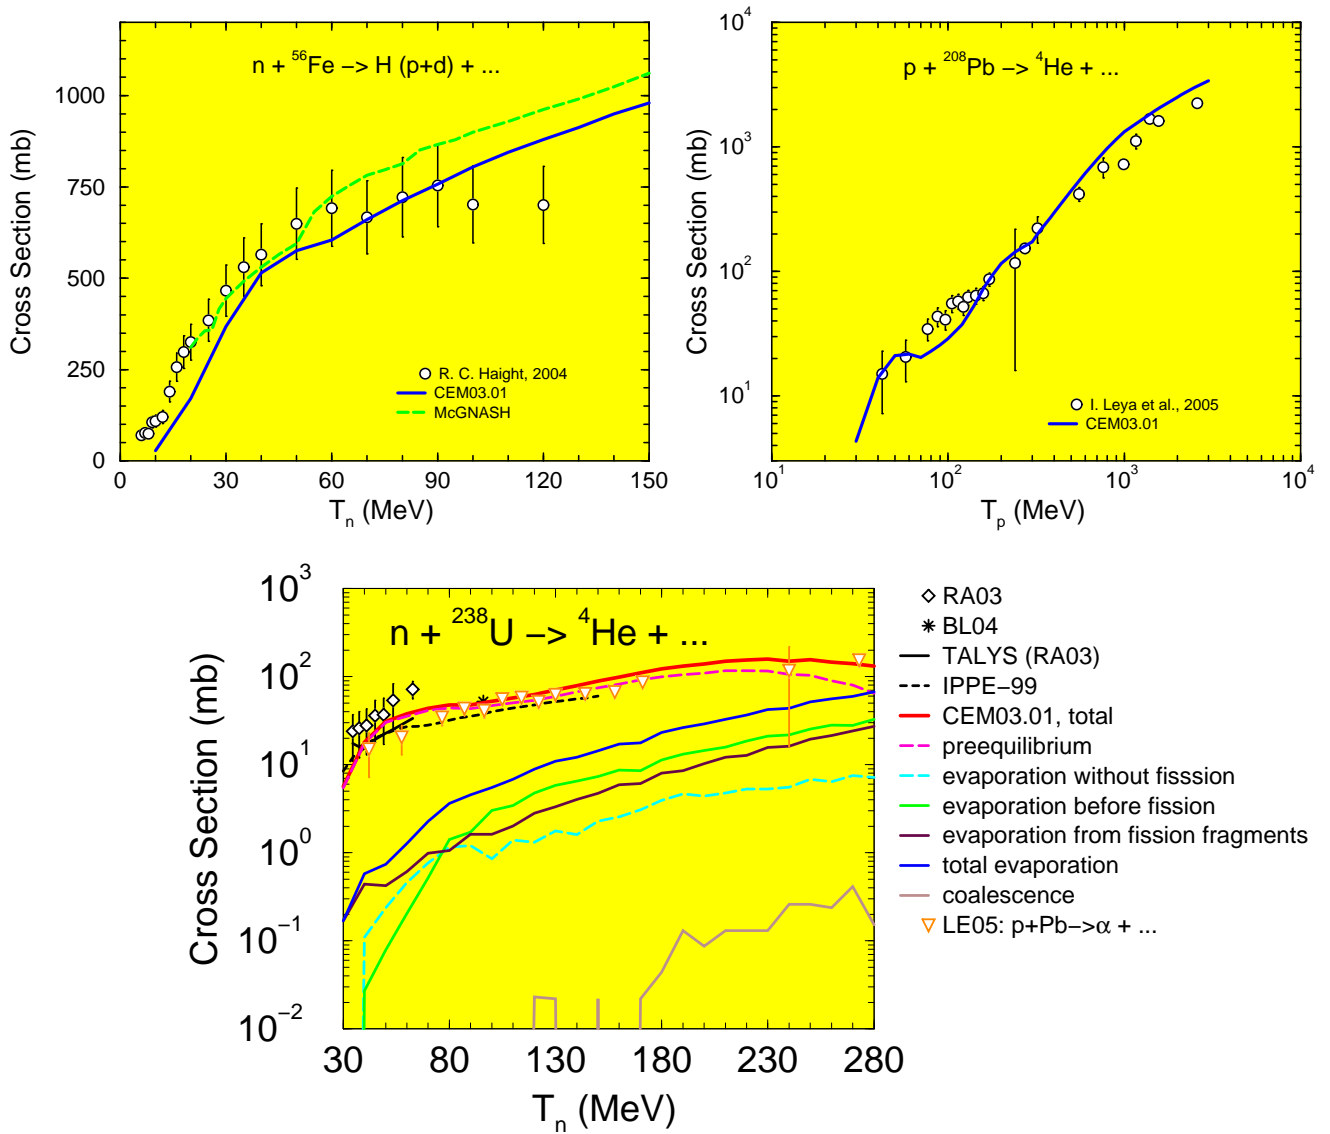 n + ⁵⁶Fe −> H (p+d) + ...
Cross Section (mb)
1000
750
500
250
0
R. C. Haight, 2004
CEM03.01
McGNASH
0 30 60 90 120 150
Tₙ (MeV)
p + ²⁰⁸Pb −> ⁴He + ...
Cross Section (mb)
10⁴
10³
10²
10¹
I. Leya et al., 2005
CEM03.01
10¹ 10² 10³ 10⁴
Tₚ (MeV)
n + ²³⁸U −> ⁴He + ...
Cross Section (mb)
10³
10²
10¹
10⁰
10⁻¹
10⁻²
30 80 130 180 230 280
Tₙ (MeV)
RA03
BL04
TALYS (RA03)
IPPE−99
CEM03.01, total
preequilibrium
evaporation without fisssion
evaporation before fission
evaporation from fission fragments
total evaporation
coalescence
LE05: p+Pb−>α + ...